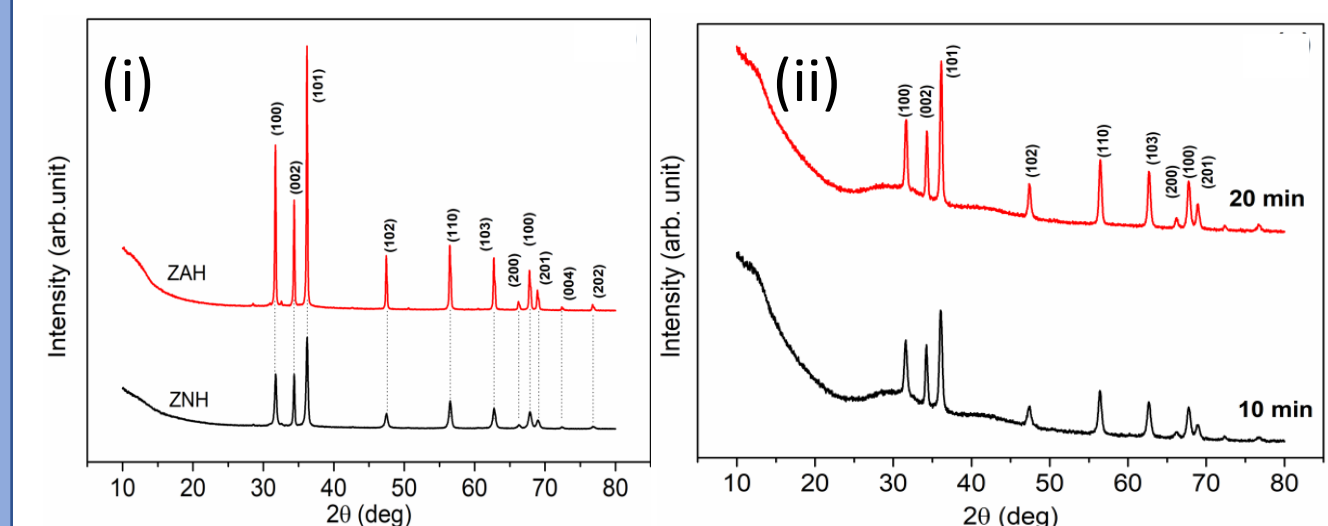 (i)
(100)
(002)
(101)
(102)
(110)
(103)
(200)
(100)
(201)
(004)
(202)
ZAH
ZNH
Intensity (arb.unit)
10 20 30 40 50 60 70 80
2θ (deg)
(ii)
(100)
(002)
(101)
(102)
(110)
(103)
(200)
(100)
(201)
20 min
10 min
Intensity (arb. unit)
10 20 30 40 50 60 70 80
2θ (deg)